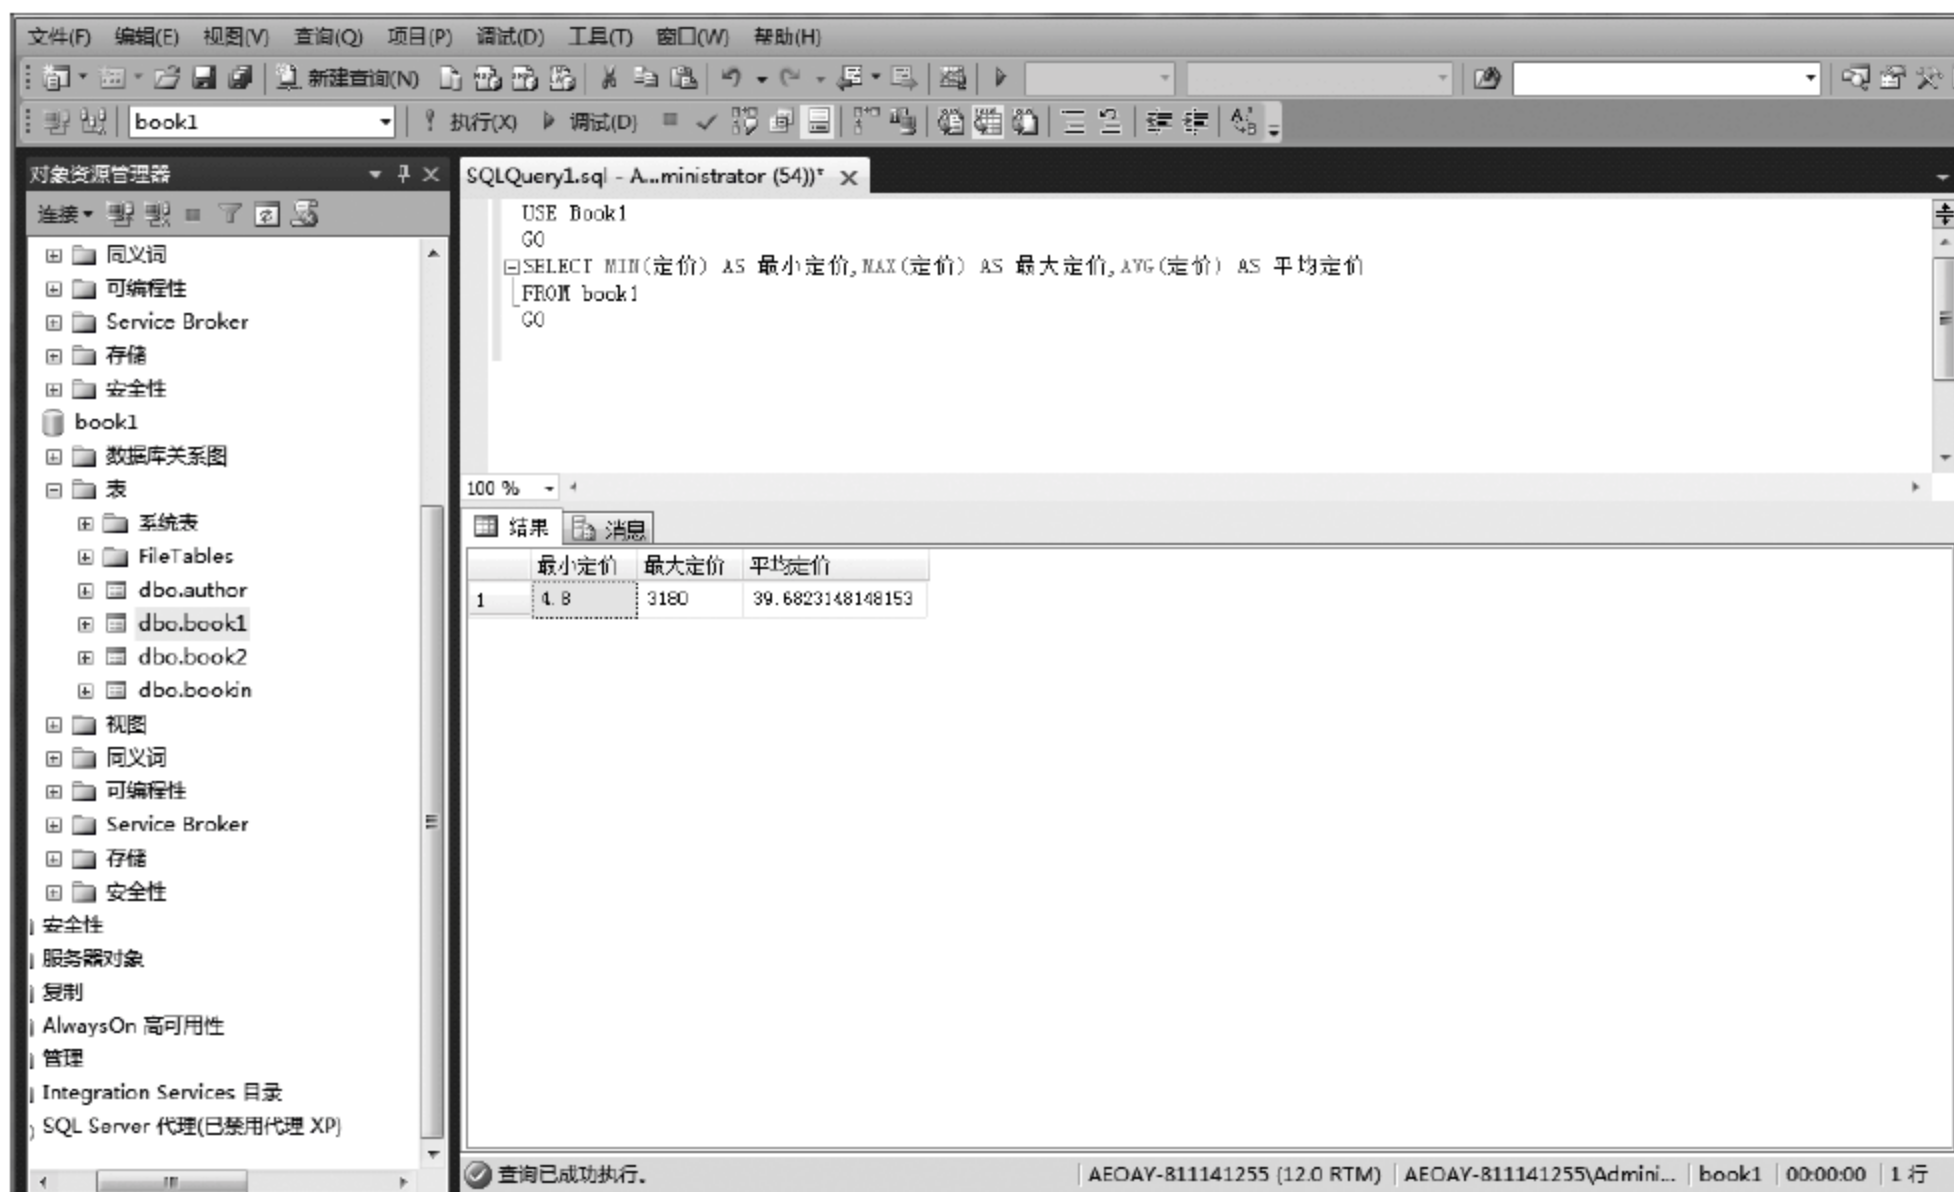 文件(F) 编辑(E) 视图(V) 查询(Q) 项目(P) 调试(D) 工具(T) 窗口(W) 帮助(H)
新建查询(N)
book1 执行(X) 调试(D)
对象资源管理器
连接
同义词
可编程性
Service Broker
存储
安全性
book1
数据库关系图
表
系统表
FileTables
dbo.author
dbo.book1
dbo.book2
dbo.bookin
视图
同义词
可编程性
Service Broker
存储
安全性
安全性
服务器对象
复制
AlwaysOn 高可用性
管理
Integration Services 目录
SQL Server 代理(已禁用代理 XP)
SQLQuery1.sql - A...ministrator (54))*
USE Book1
GO
SELECT MIN(定价) AS 最小定价,MAX(定价) AS 最大定价,AVG(定价) AS 平均定价
FROM book1
GO
100 %
结果 消息
最小定价 最大定价 平均定价
1 4.8 3180 39.6823148148153
查询已成功执行。 AEOAY-811141255 (12.0 RTM) AEOAY-811141255\Admini... book1 00:00:00 1 行